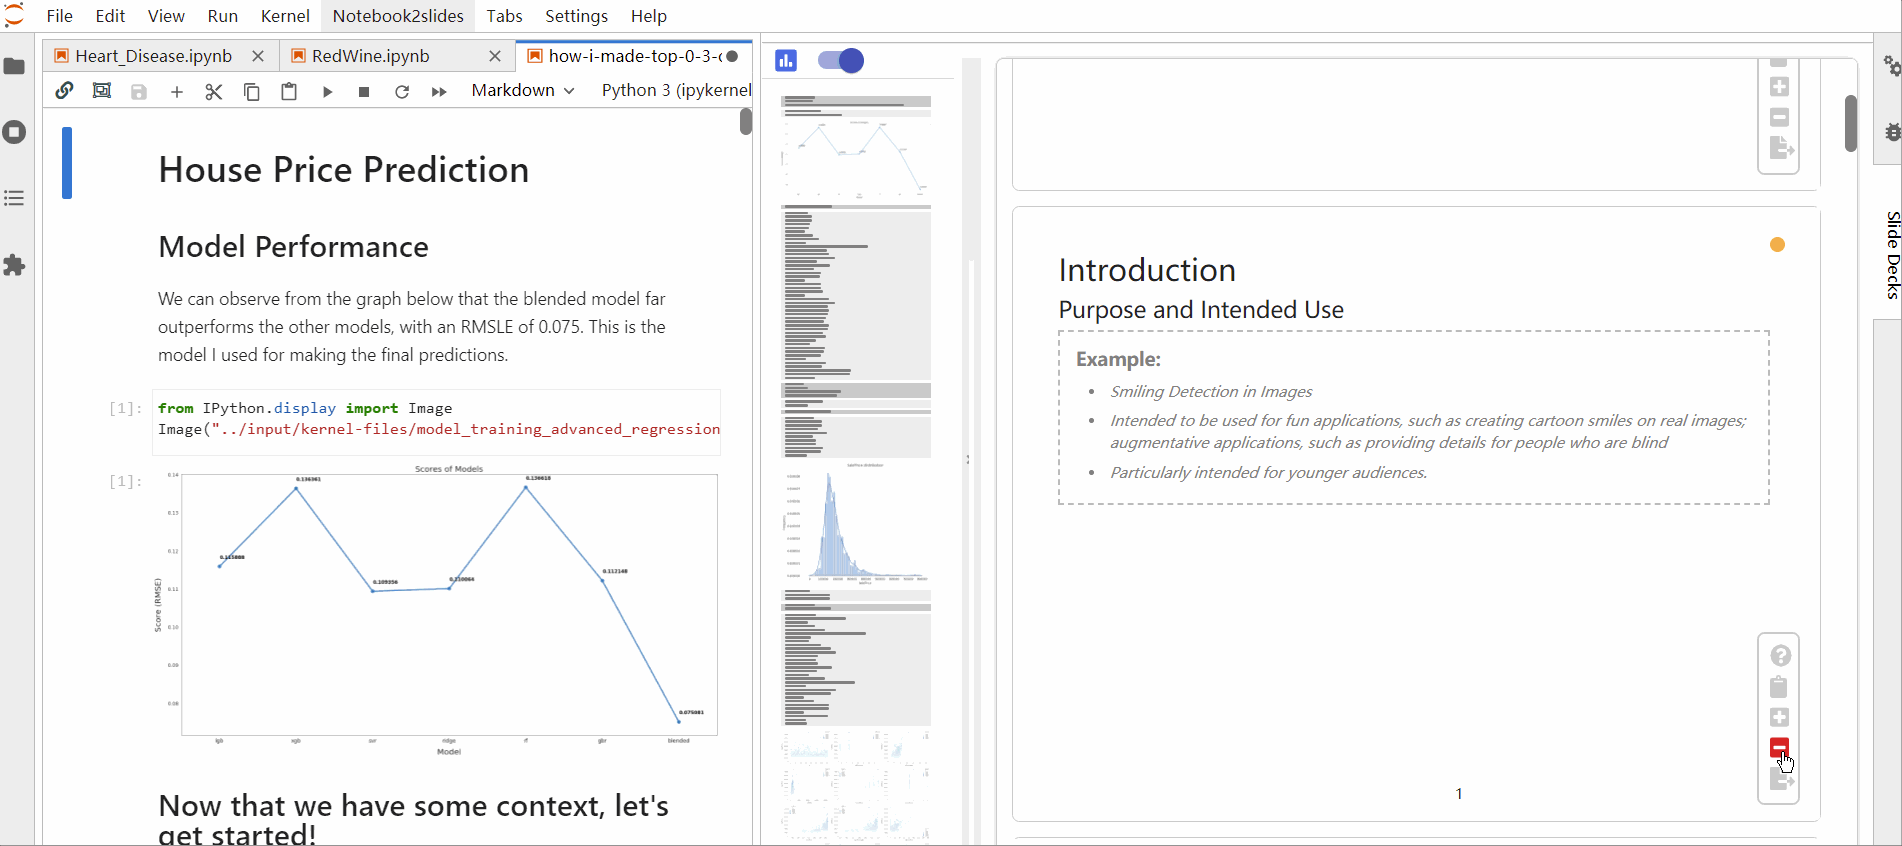 File Edit View Run Kernel Notebook2slides Tabs Settings Help
Heart_Disease.ipynb RedWine.ipynb how-i-made-top-0-3-c
Markdown Python 3 (ipykernel
House Price Prediction
Model Performance
We can observe from the graph below that the blended model far
outperforms the other models, with an RMSLE of 0.075. This is the
model I used for making the final predictions.
[1]: from IPython.display import Image
Image("../input/kernel-files/model_training_advanced_regression
[1]:
Scores of Models
0.14
0.13
0.12
0.11
0.10
0.09
0.08
Score (RMSE)
0.136361
0.115888
0.109356
0.110064
0.136618
0.112148
0.075081
lgb xgb svr ridge rf gbr blended
Model
Now that we have some context, let's
get started!
Introduction
Purpose and Intended Use
Example:
• Smiling Detection in Images
• Intended to be used for fun applications, such as creating cartoon smiles on real images;
augmentative applications, such as providing details for people who are blind
• Particularly intended for younger audiences.
1
Slide Decks